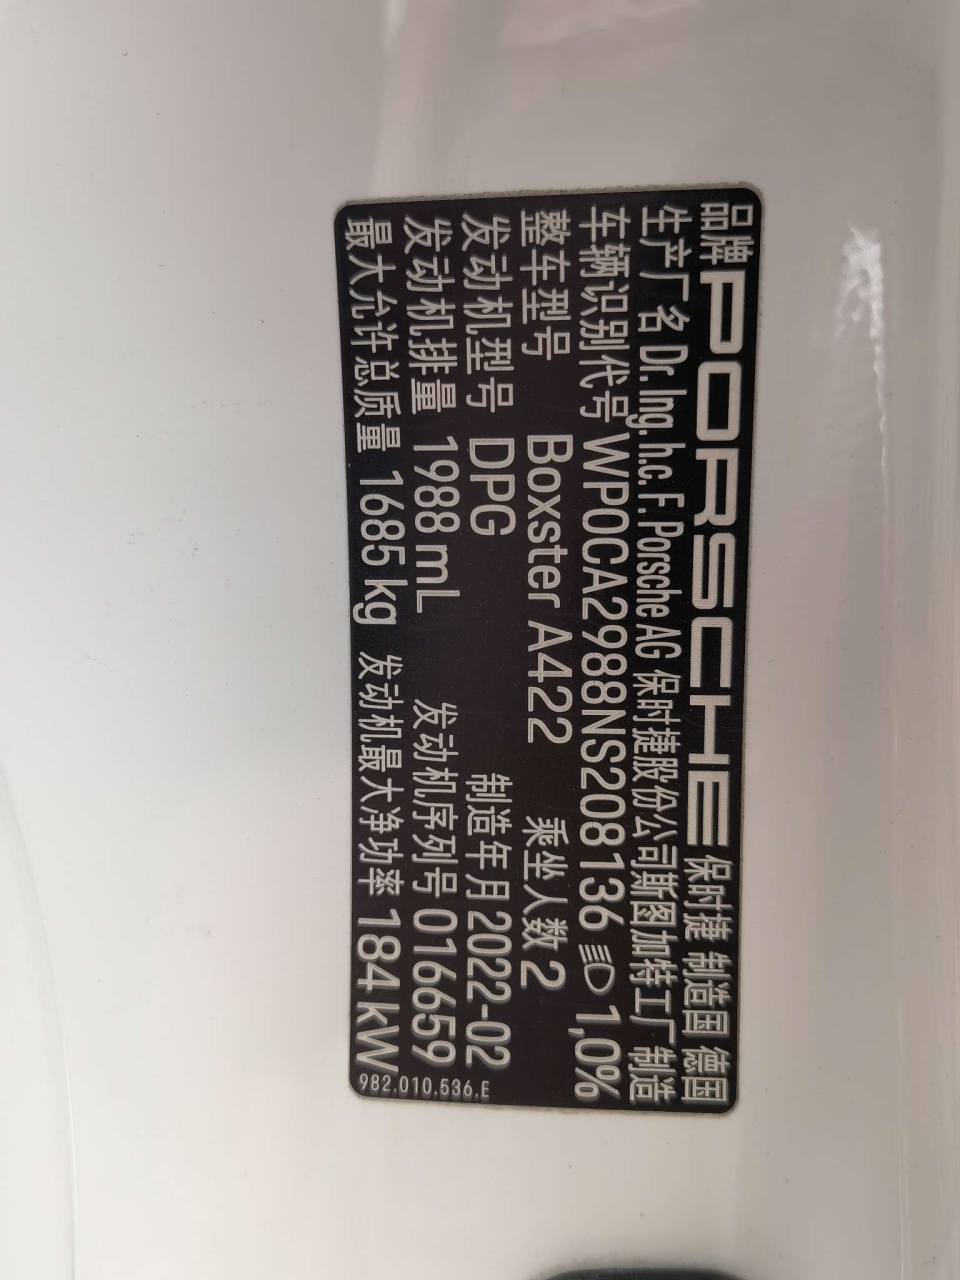 品牌 PORSCHE 保时捷 制造国 德国
生产厂名 Dr. Ing. h.c. F. Porsche AG 保时捷股份公司斯图加特工厂 制造
车辆识别代号 WP0CA2988NS208136 1,0%
整车型号 Boxster A422 乘坐人数 2
发动机型号 DPG 制造年月 2022-02
发动机排量 1988 mL 发动机序列号 016659
最大允许总质量 1685 kg 发动机最大净功率 184 kW
982.010.536.E